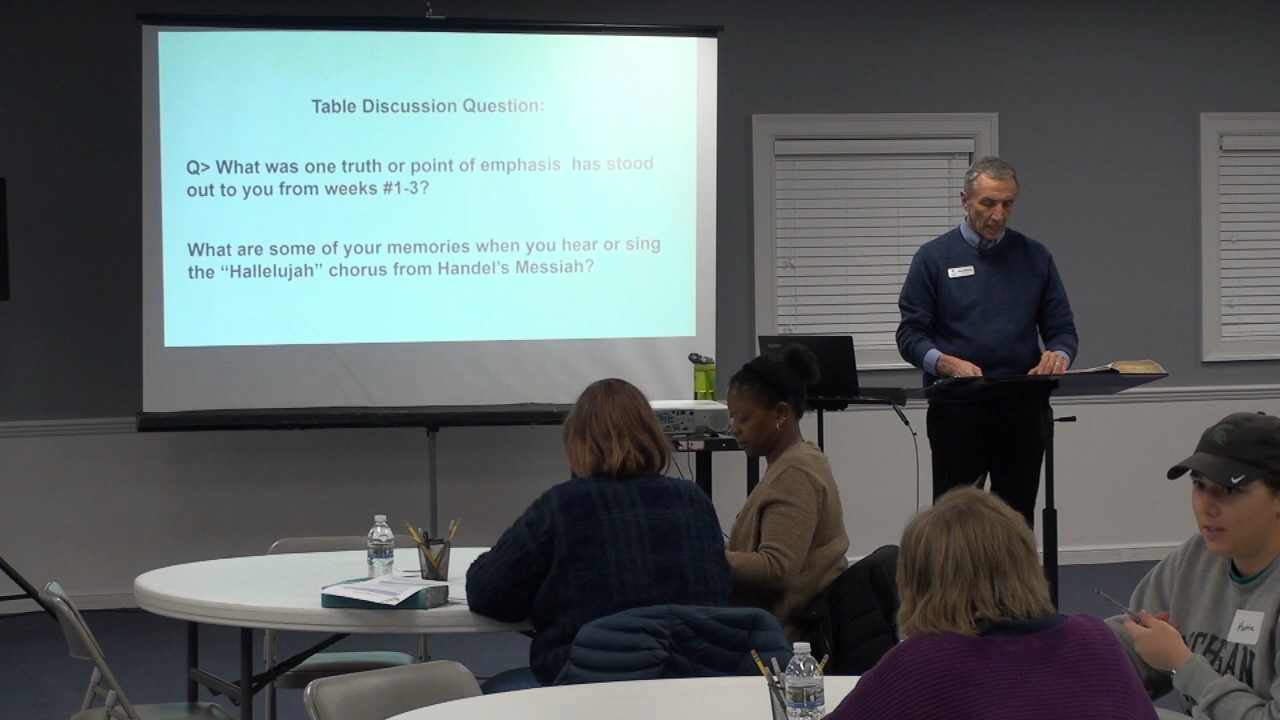 Table Discussion Question:
Q> What was one truth or point of emphasis has stood
out to you from weeks #1-3?
What are some of your memories when you hear or sing
the “Hallelujah” chorus from Handel’s Messiah?